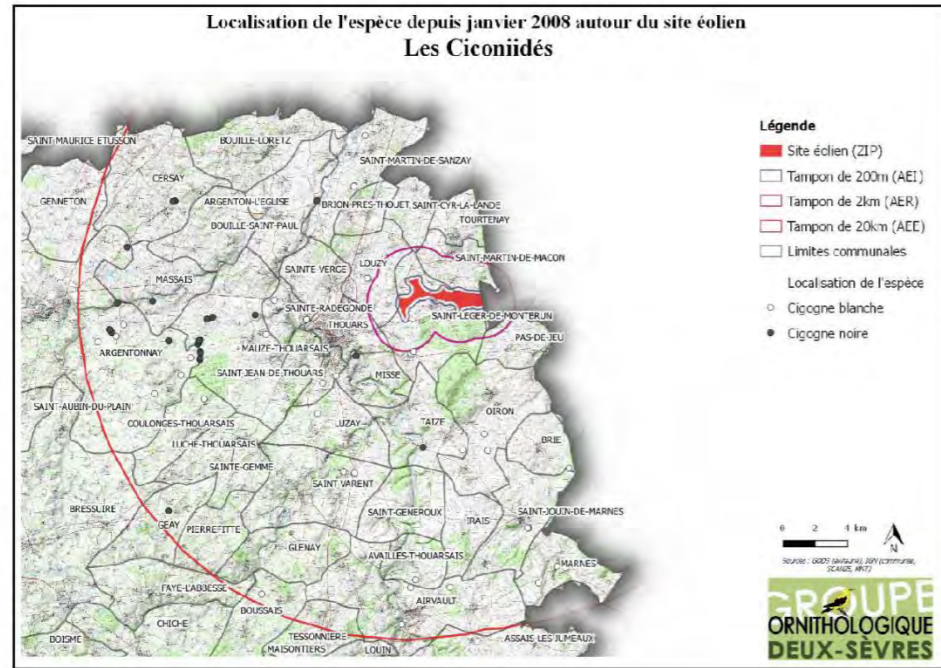 Localisation de l'espèce depuis janvier 2008 autour du site éolien
Les Ciconiidés
SAINT MAURICE ETUSSON
BOUILLE-LORETZ
SAINT-MARTIN-DE-SANZAY
CERSAY
GENNETON
ARGENTON-L'EGLISE
BRION-PRES-THOUET
SAINT-CYR-LA-LANDE
TOURTENAY
BOUILLE-SAINT-PAUL
SAINT-MARTIN-DE-MACON
LOUZY
SAINTE VERGE
MASSAIS
SAINTE-RADEGONDE
THOUARS
SAINT-LEGER-DE-MONTBRUN
PAS-DE-JEU
ARGENTONNAY
MAUZE-THOUARSAIS
SAINT-JEAN-DE-THOUARS
MISSE
SAINT-AUBIN-DU-PLAIN
OIRON
COULONGES-THOUARSAIS
LUZAY
TAIZE
LUCHE-THOUARSAIS
BRIE
SAINTE-GEMME
SAINT VARENT
BRESSUIRE
SAINT-GENEROUX
IRAIS
SAINT-JOUIN-DE-MARNES
GEAY
PIERREFITTE
GLENAY
AVAILLES-THOUARSAIS
MARNES
FAYE-L'ABBESSE
AIRVAULT
BOUSSAIS
CHICHE
BOISME
TESSONNIERE
MAISONTIERS
LOUIN
ASSAIS-LES-JUMEAUX
Légende
Site éolien (ZIP)
Tampon de 200m (AEI)
Tampon de 2km (AER)
Tampon de 20km (AEE)
Limites communales
Localisation de l'espèce
Cigogne blanche
Cigogne noire
0 2 4 km
N
Sources : GODS (avifaune), IGN (communes,
GROUPE
ORNITHOLOGIQUE
DEUX-SÈVRES